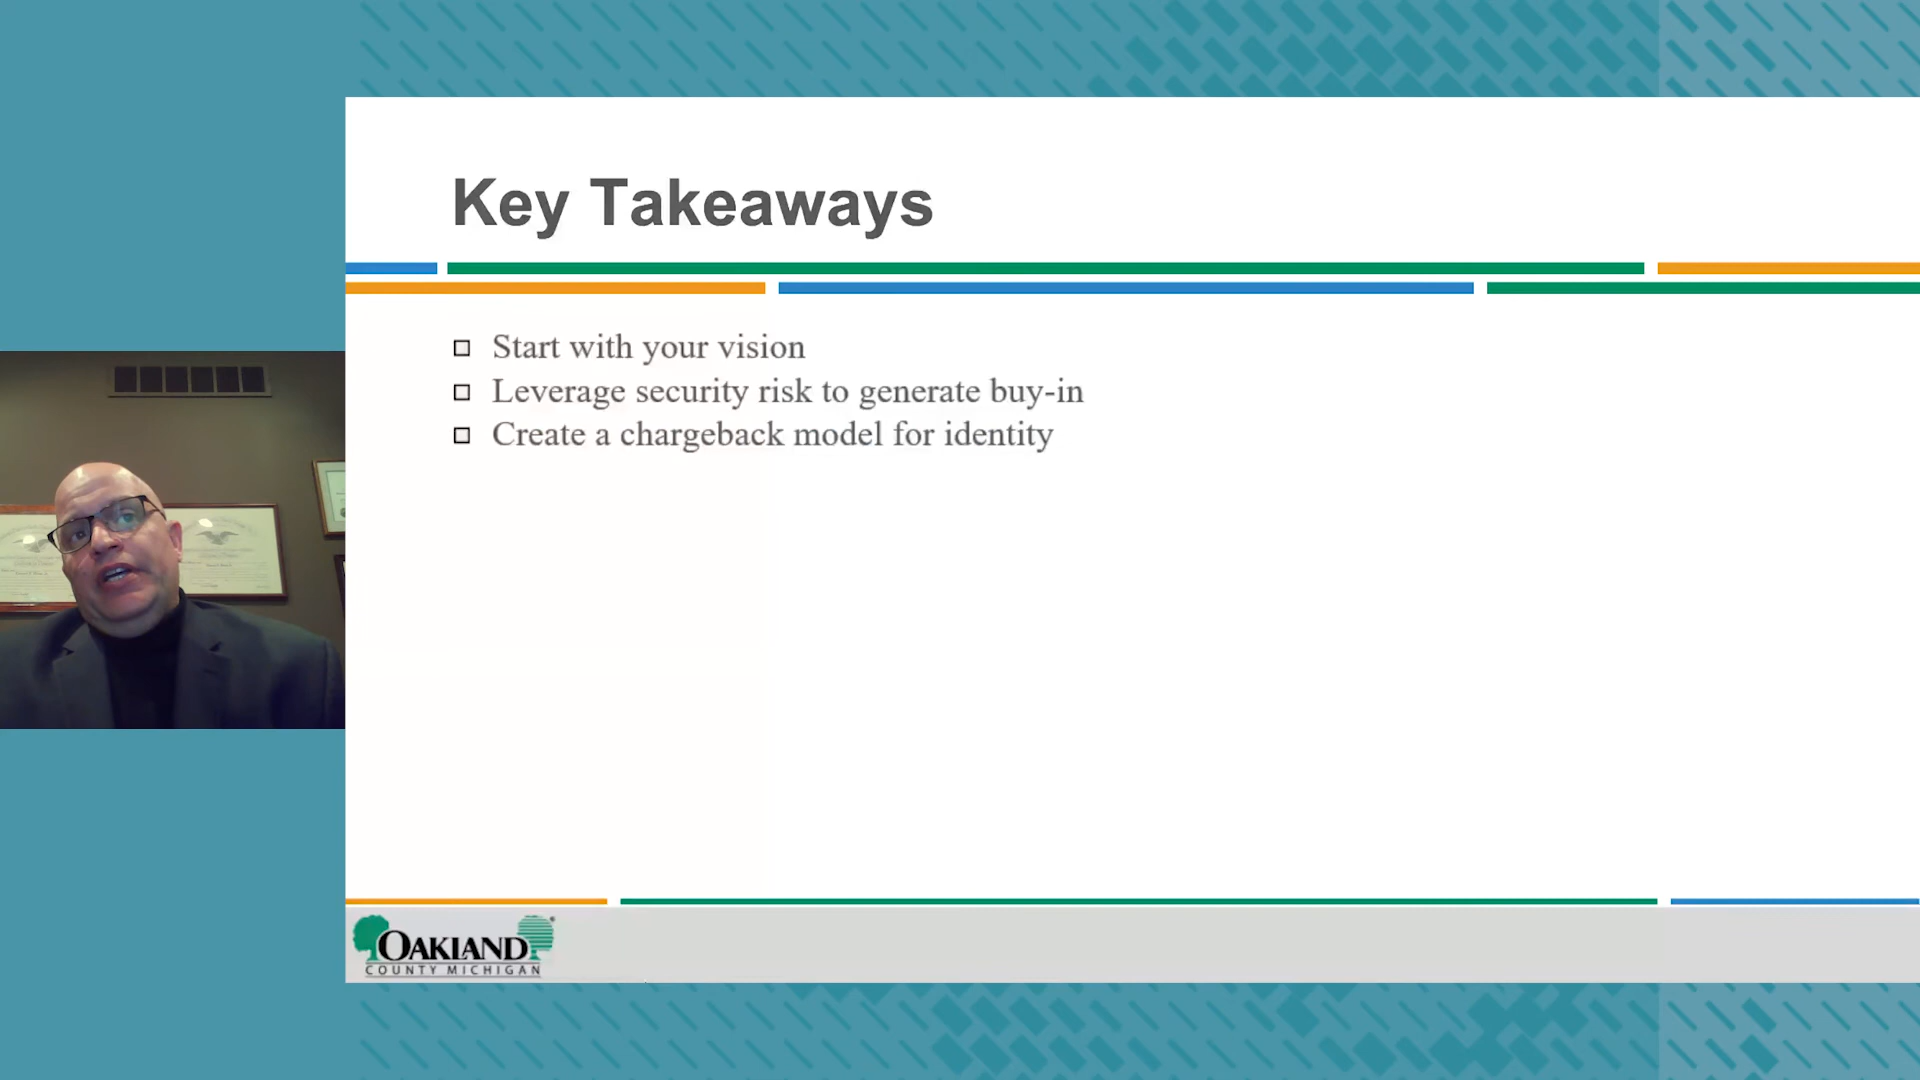 Key Takeaways
Start with your vision
Leverage security risk to generate buy-in
Create a chargeback model for identity
OAKLAND
COUNTY MICHIGAN